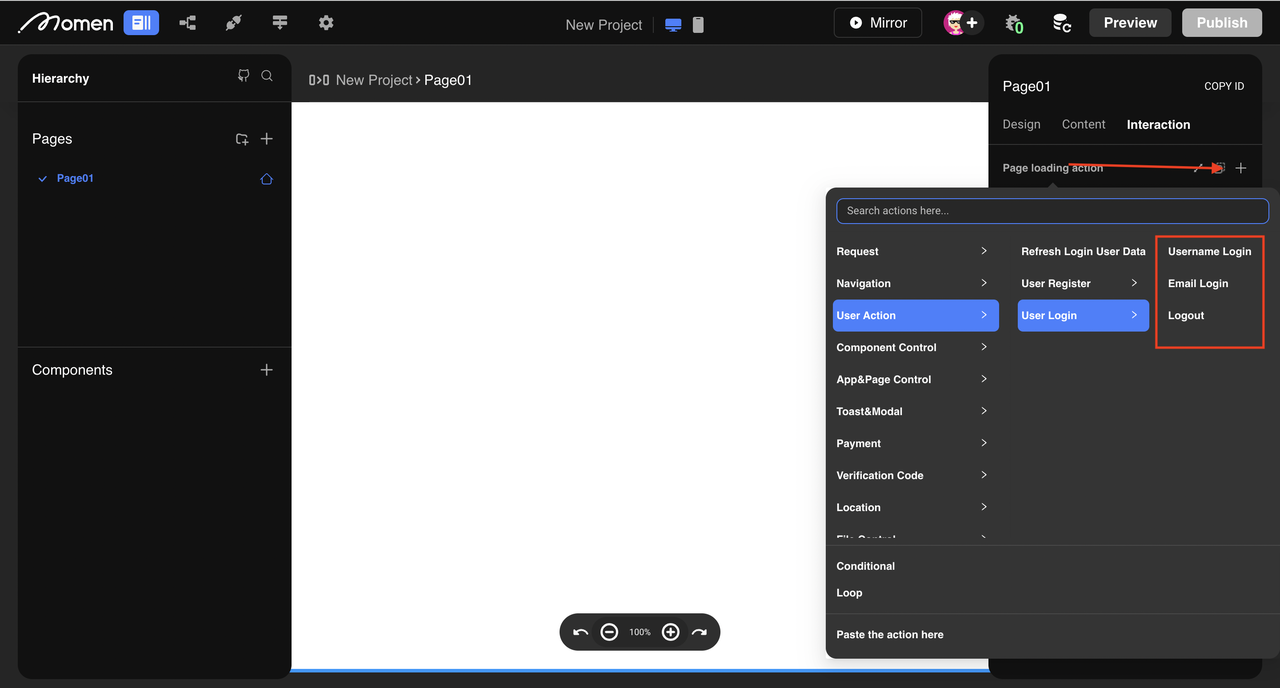 Momen
New Project
Mirror
0
Preview
Publish
Hierarchy
New Project › Page01
Page01
COPY ID
Pages
Design Content Interaction
Page01
Page loading action
Search actions here...
Request
Refresh Login User Data
Username Login
Navigation
User Register
Email Login
User Action
User Login
Logout
Component Control
App&Page Control
Components
Toast&Modal
Payment
Verification Code
Location
File Control
Conditional
Loop
100%
Paste the action here